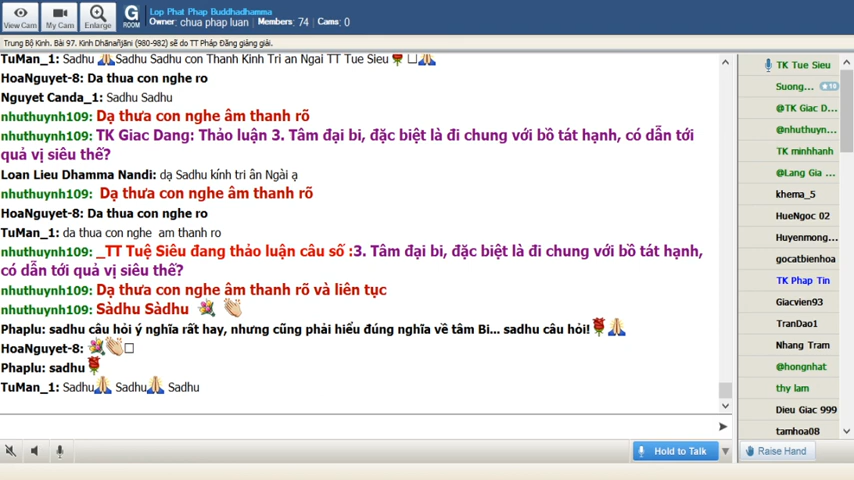 View Cam
My Cam
Enlarge
G
ROOM
Lop Phat Phap Buddhadhamma
Owner: chua phap luan / Members: 74 / Cams: 0
Trung Bộ Kinh. Bài 97. Kinh Dhānañjāni (980-982) sẽ do TT Pháp Đăng giảng giải.
TuMan_1: Sadhu 🙏Sadhu Sadhu con Thanh Kinh Tri an Ngai TT Tue Sieu🌹□🙏
HoaNguyet-8: Da thua con nghe ro
Nguyet Canda_1: Sadhu Sadhu
nhuthuynh109: Dạ thưa con nghe âm thanh rõ
nhuthuynh109: TK Giac Dang: Thảo luận 3. Tâm đại bi, đặc biệt là đi chung với bồ tát hạnh, có dẫn tới
quả vị siêu thế?
Loan Lieu Dhamma Nandi: dạ Sadhu kính tri ân Ngài ạ
nhuthuynh109: Dạ thưa con nghe âm thanh rõ
HoaNguyet-8: Da thua con nghe ro
TuMan_1: da thua con nghe am thanh ro
nhuthuynh109: _TT Tuệ Siêu đang thảo luận câu số :3. Tâm đại bi, đặc biệt là đi chung với bồ tát hạnh,
có dẫn tới quả vị siêu thế?
nhuthuynh109: Dạ thưa con nghe âm thanh rõ và liên tục
nhuthuynh109: Sàdhu Sàdhu 💐 👏
Phaplu: sadhu câu hỏi ý nghĩa rất hay, nhưng cũng phải hiểu đúng nghĩa về tâm Bi... sadhu câu hỏi!🌹🙏
HoaNguyet-8: 💐👏□
Phaplu: sadhu🌹
TuMan_1: Sadhu🙏 Sadhu🙏 Sadhu
Hold to Talk
TK Tue Sieu
Suong... ★10
@TK Giac D...
@nhuthuyn...
TK minhhanh
@Lang Gia ...
khema_5
HueNgoc 02
Huyenmong...
gocatbienhoa
TK Phap Tin
Giacvien93
TranDao1
Nhang Tram
@hongnhat
thy lam
Dieu Giac 999
tamhoa08
Raise Hand